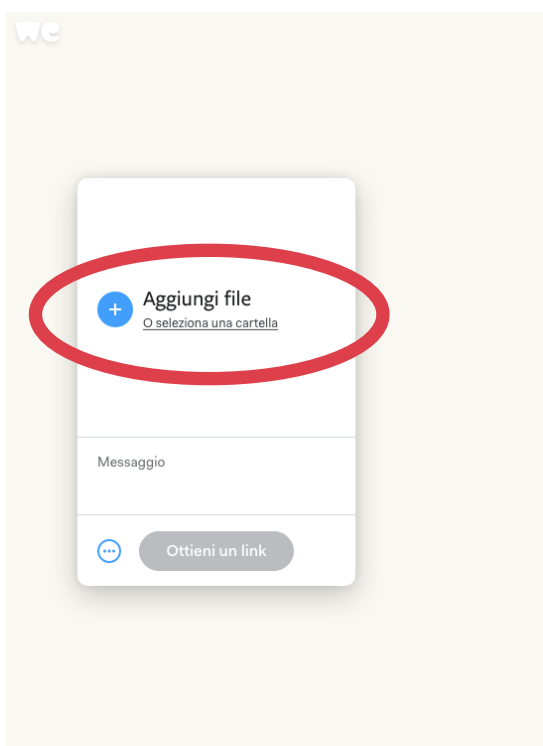 we
Aggiungi file
O seleziona una cartella
Messaggio
Ottieni un link